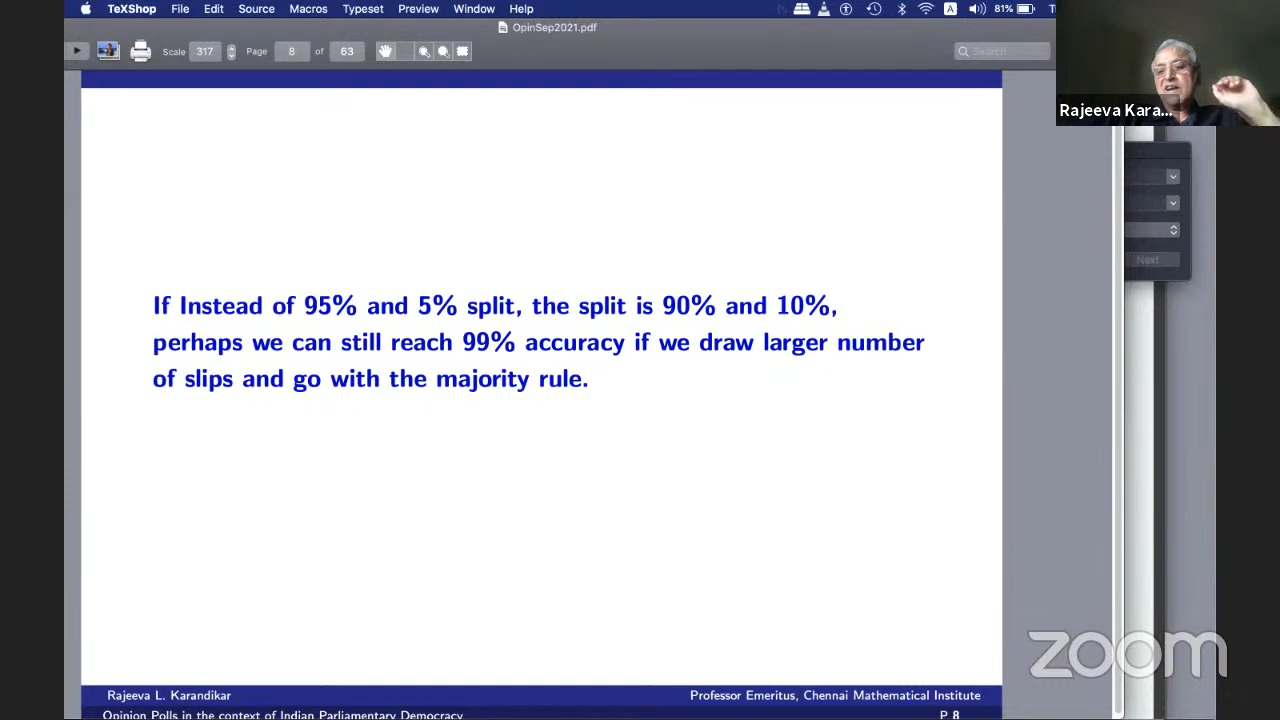 TeXShop File Edit Source Macros Typeset Preview Window Help A 81%
OpinSep2021.pdf
Scale 317 Page 8 of 63 Search
Rajeeva Kara...
Next
If Instead of 95% and 5% split, the split is 90% and 10%,
perhaps we can still reach 99% accuracy if we draw larger number
of slips and go with the majority rule.
zoom
Rajeeva L. Karandikar Professor Emeritus, Chennai Mathematical Institute
Opinion Polls in the context of Indian Parliamentary Democracy P 8